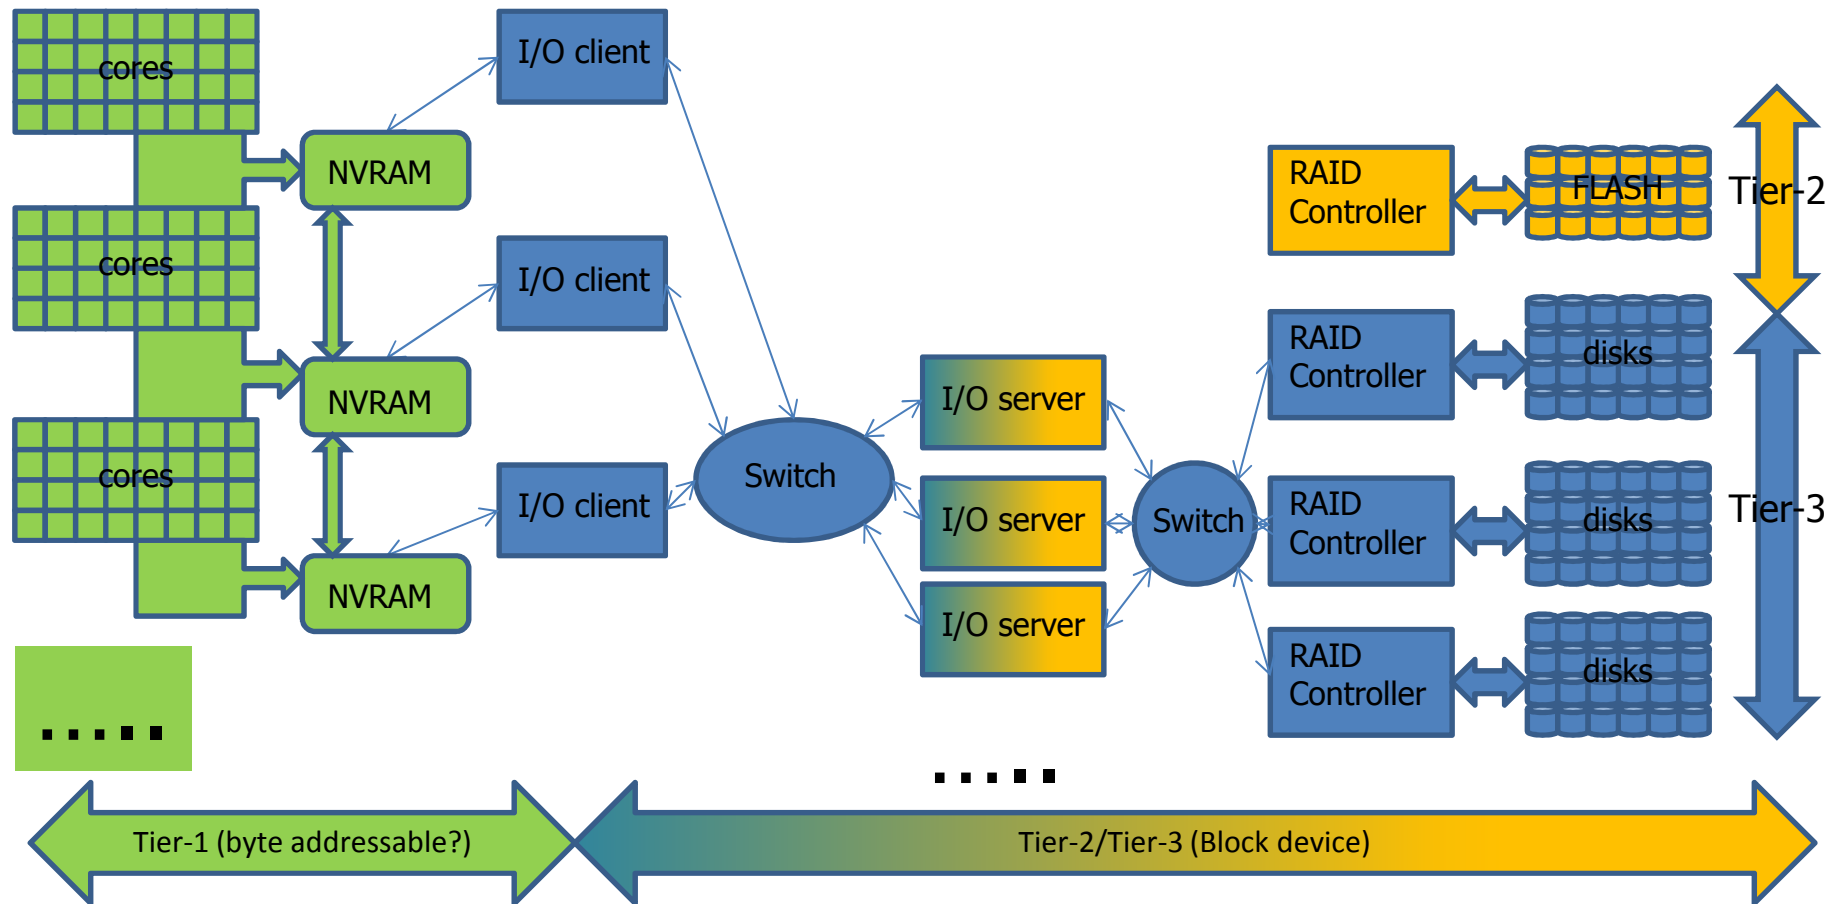 cores
I/O client
NVRAM
cores
I/O client
NVRAM
cores
I/O client
NVRAM
......
Switch
I/O server
I/O server
I/O server
Switch
RAID
Controller
FLASH
Tier-2
RAID
Controller
disks
RAID
Controller
disks
Tier-3
RAID
Controller
disks
......
Tier-1 (byte addressable?)
Tier-2/Tier-3 (Block device)